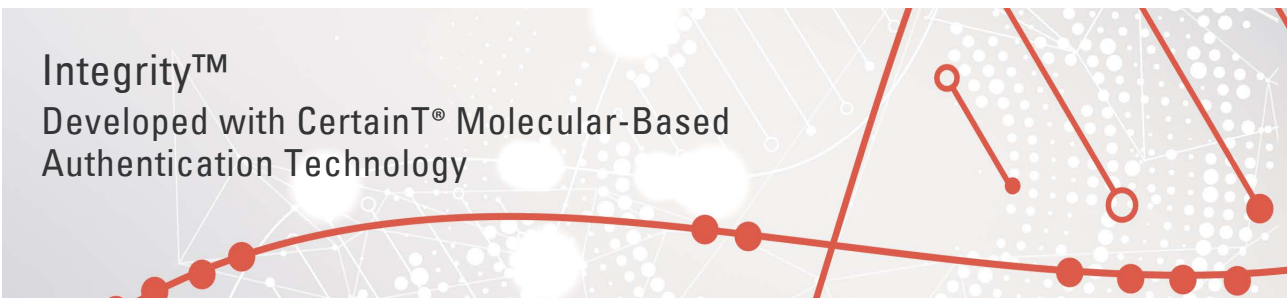 Integrity™
Developed with CertainT® Molecular-Based
Authentication Technology